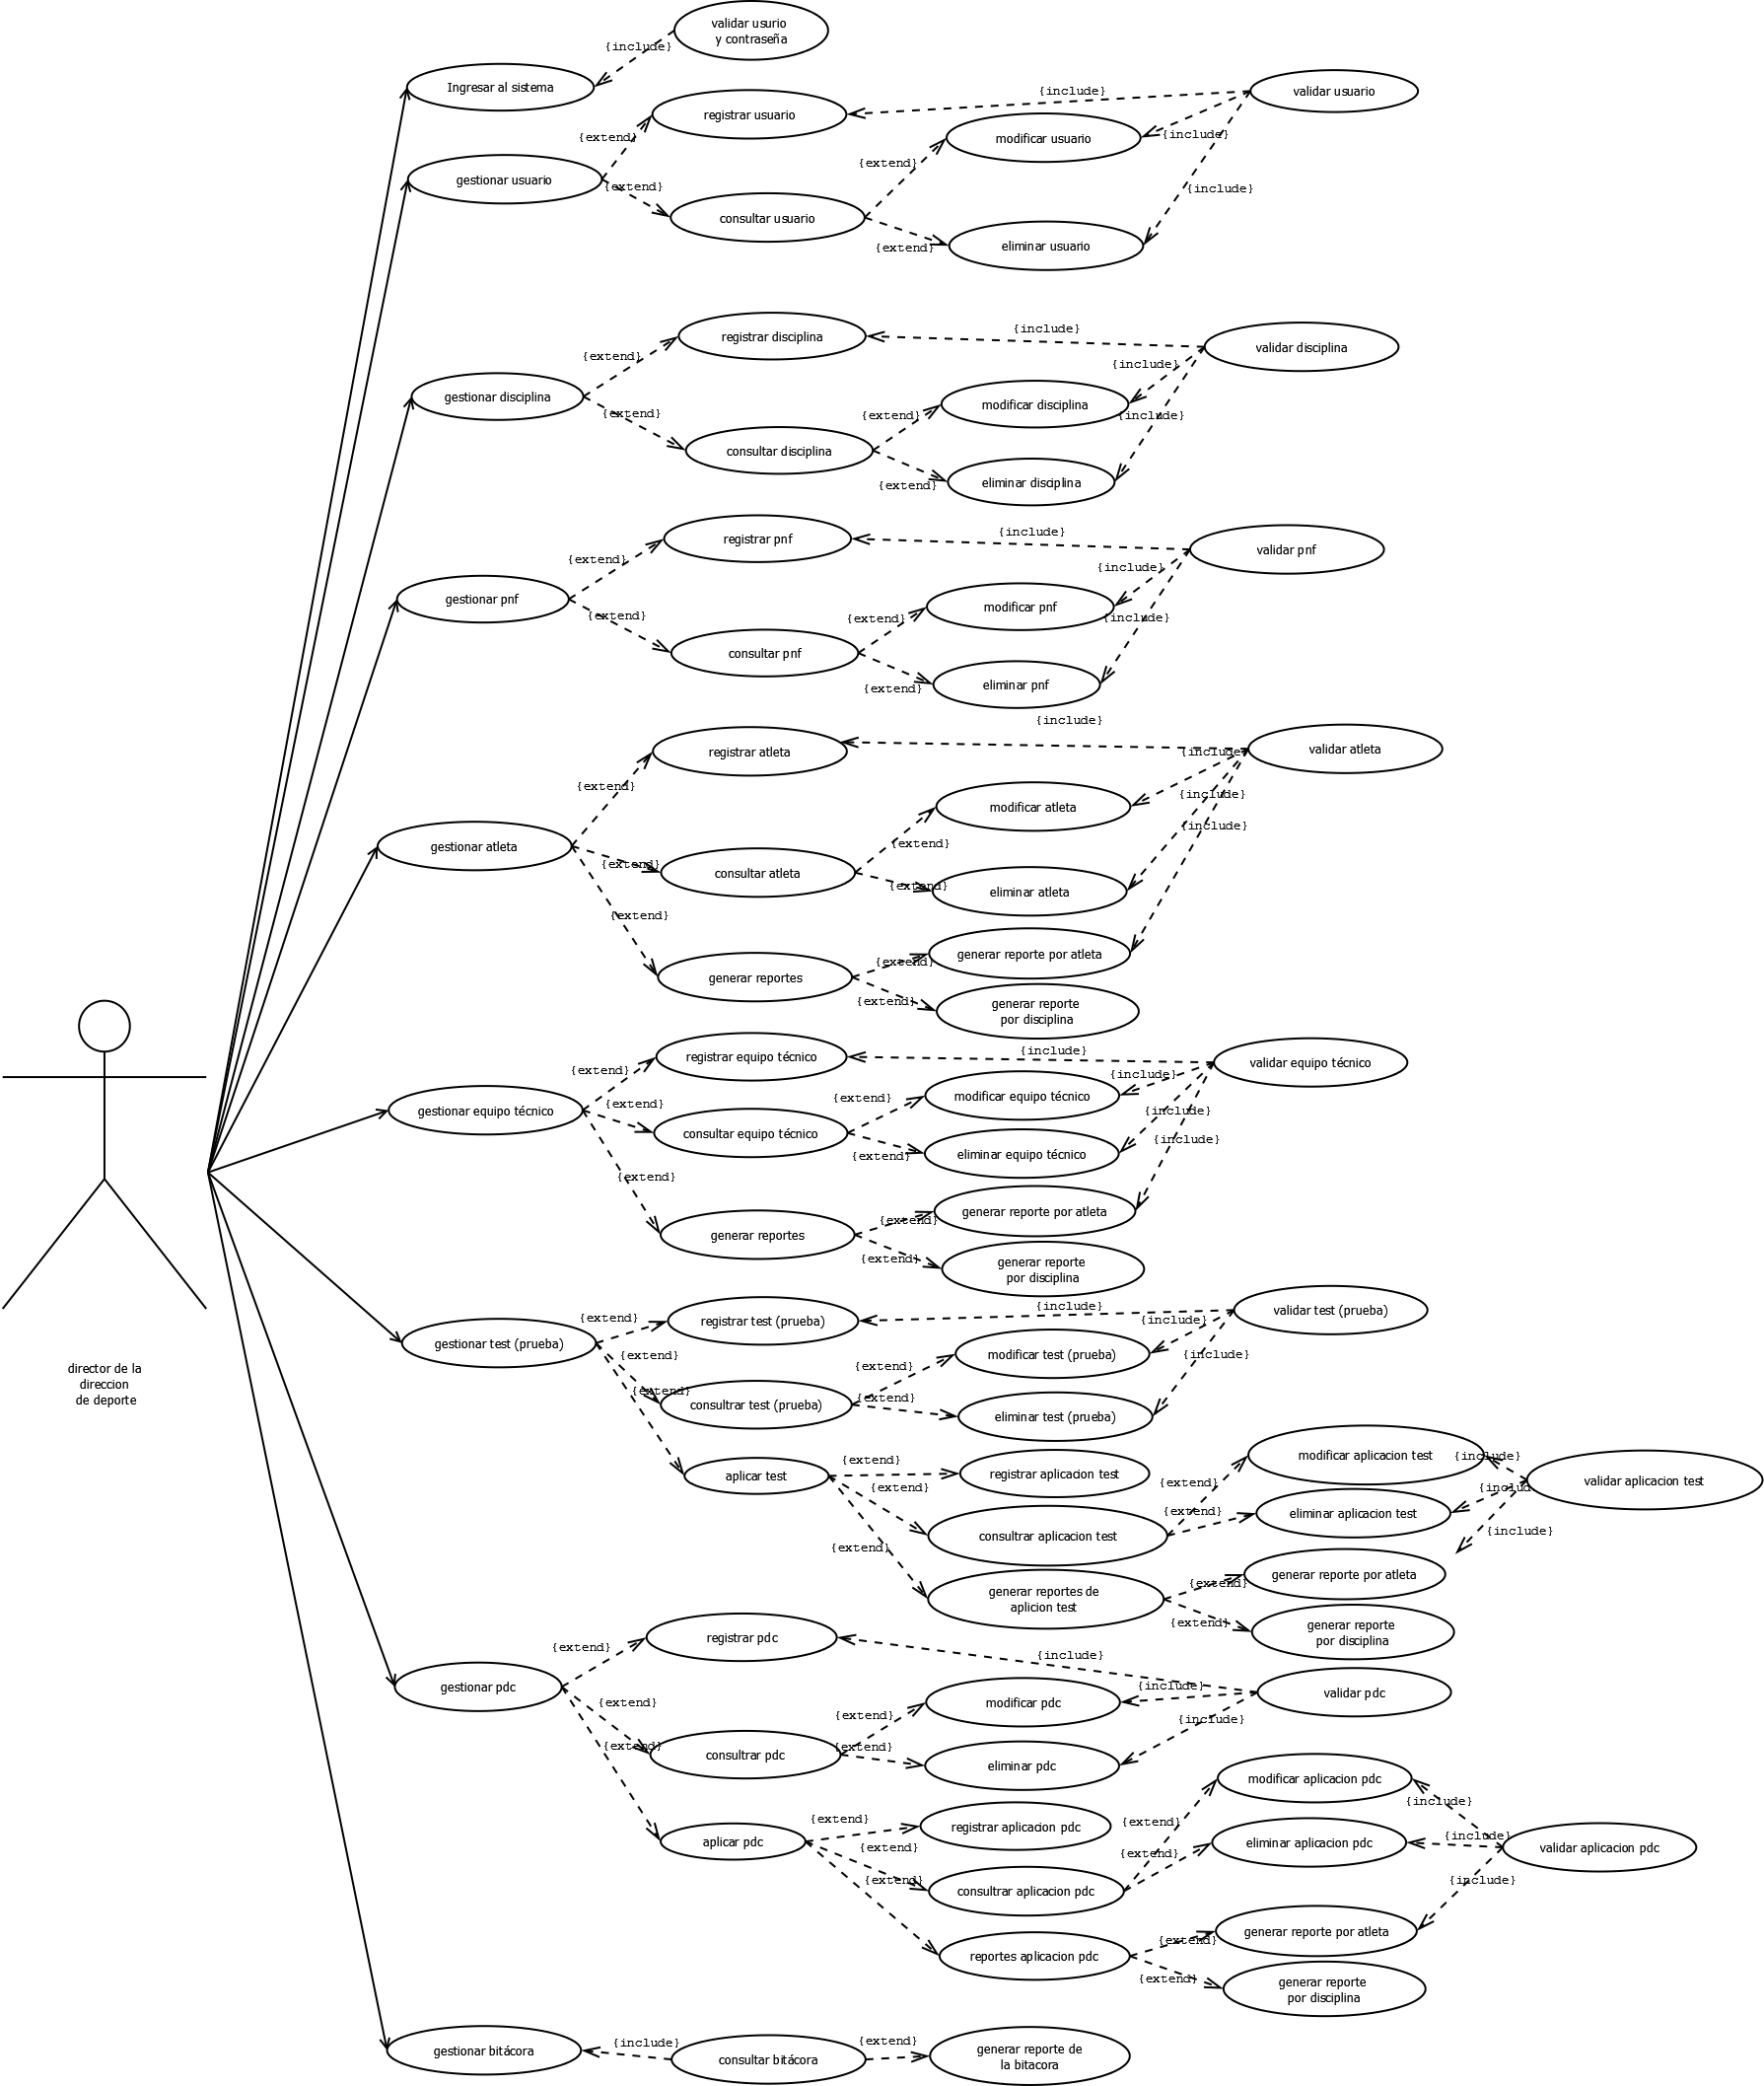 validar usurio
y contraseña
{include}
Ingresar al sistema
registrar usuario
{include}
validar usuario
{extend}
modificar usuario
{include}
{extend}
gestionar usuario
{extend}
{include}
consultar usuario
{extend}
eliminar usuario
registrar disciplina
{include}
validar disciplina
{extend}
{include}
gestionar disciplina
modificar disciplina
{extend}
{extend}
{include}
consultar disciplina
{extend}
eliminar disciplina
registrar pnf
{include}
validar pnf
{extend}
{include}
gestionar pnf
modificar pnf
{extend}
{extend}
{include}
consultar pnf
{extend}
eliminar pnf
{include}
registrar atleta
{include}
validar atleta
{extend}
{include}
modificar atleta
{include}
gestionar atleta
{extend}
{extend}
consultar atleta
{extend}
eliminar atleta
{extend}
generar reporte por atleta
{extend}
generar reportes
{extend}
generar reporte
por disciplina
registrar equipo técnico
{include}
validar equipo técnico
{extend}
{include}
modificar equipo técnico
{extend}
{extend}
gestionar equipo técnico
{include}
consultar equipo técnico
{include}
{extend}
eliminar equipo técnico
{extend}
generar reporte por atleta
{extend}
generar reportes
{extend}
generar reporte
por disciplina
{include}
validar test (prueba)
{extend}
registrar test (prueba)
{include}
gestionar test (prueba)
{extend}
modificar test (prueba)
{include}
{extend}
director de la
direccion
de deporte
{extend}
{extend}
consultrar test (prueba)
eliminar test (prueba)
modificar aplicacion test
{include}
{extend}
aplicar test
registrar aplicacion test
{extend}
validar aplicacion test
{extend}
{include}
{extend}
eliminar aplicacion test
consultrar aplicacion test
{include}
{extend}
generar reporte por atleta
{extend}
generar reportes de
aplicion test
{extend}
generar reporte
por disciplina
registrar pdc
{extend}
{include}
gestionar pdc
{include}
validar pdc
{extend}
modificar pdc
{extend}
{include}
{extend}
{extend}
consultrar pdc
eliminar pdc
modificar aplicacion pdc
{include}
{extend}
registrar aplicacion pdc
{extend}
aplicar pdc
{include}
eliminar aplicacion pdc
{extend}
{extend}
validar aplicacion pdc
{extend}
{include}
consultrar aplicacion pdc
generar reporte por atleta
{extend}
reportes aplicacion pdc
{extend}
generar reporte
por disciplina
{include}
{extend}
gestionar bitácora
consultar bitácora
generar reporte de
la bitacora